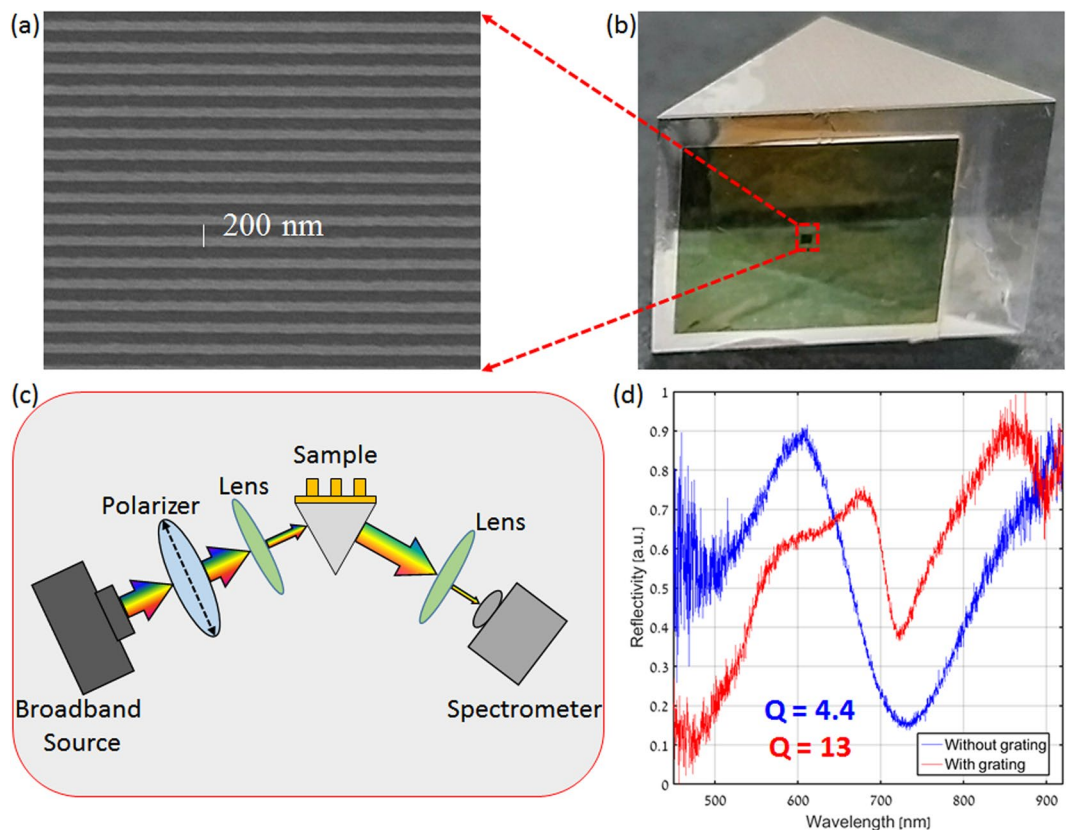 (a)
200 nm
(b)
(c)
Sample
Lens
Polarizer
Lens
Broadband
Source
Spectrometer
(d)
1
0.9
0.8
0.7
0.6
0.5
0.4
0.3
0.2
0.1
0
Reflectivity [a.u.]
Q = 4.4
Q = 13
Without grating
With grating
500
600
700
800
900
Wavelength [nm]